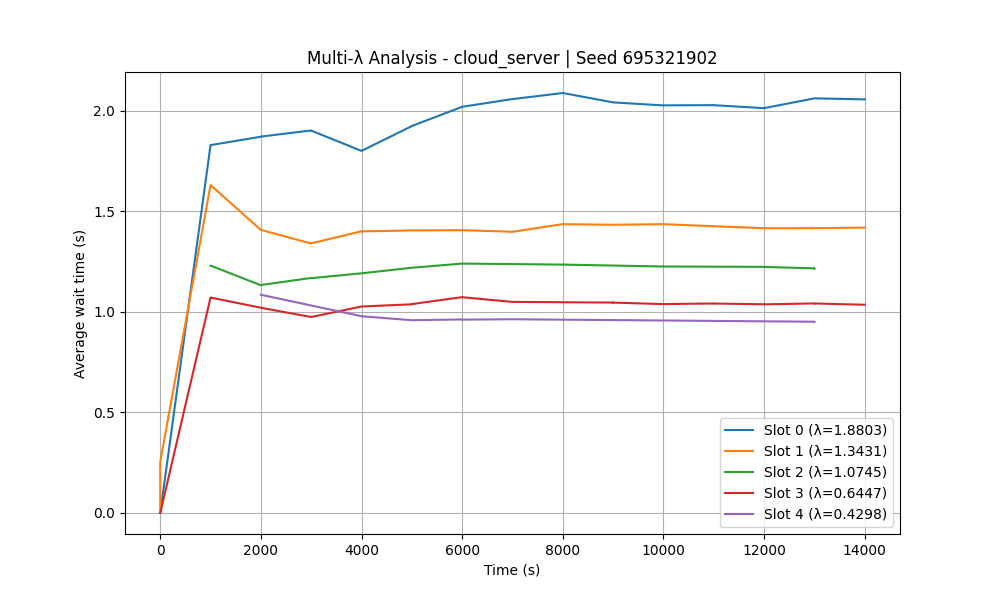 Multi-λ Analysis - cloud_server | Seed 695321902
Average wait time (s)
2.0
1.5
1.0
0.5
0.0
Slot 0 (λ=1.8803)
Slot 1 (λ=1.3431)
Slot 2 (λ=1.0745)
Slot 3 (λ=0.6447)
Slot 4 (λ=0.4298)
0 2000 4000 6000 8000 10000 12000 14000
Time (s)